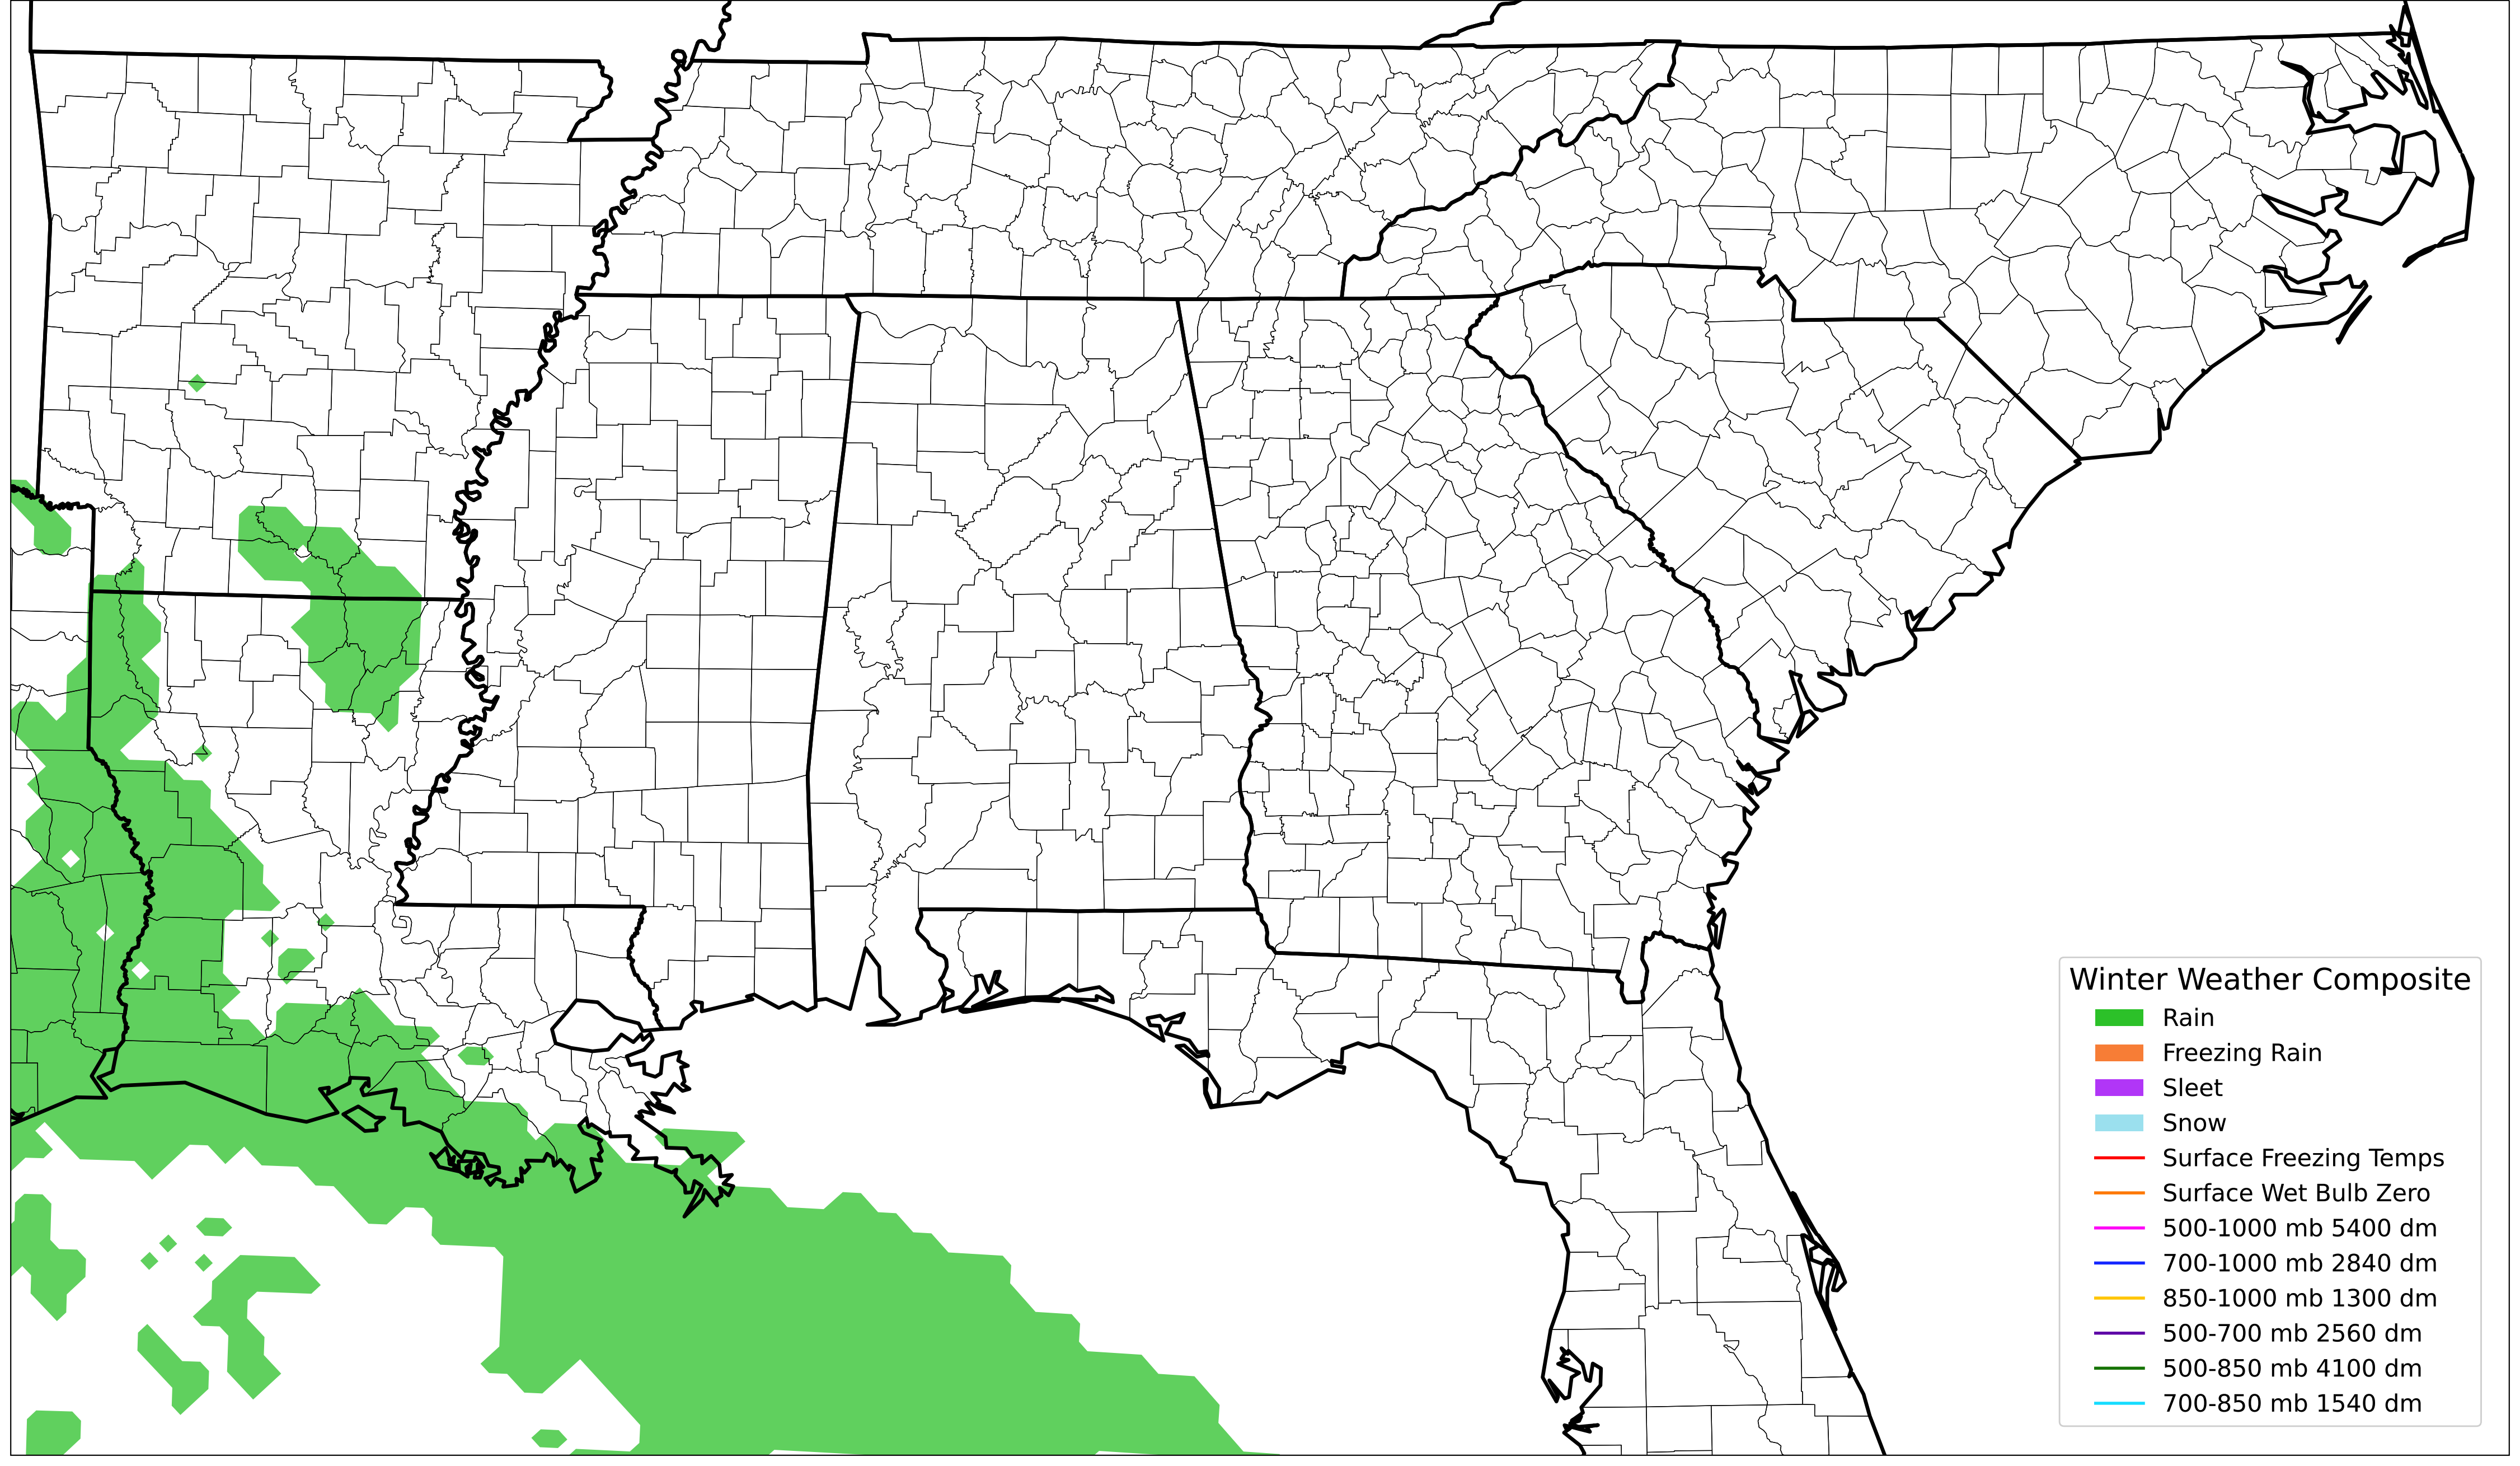 Winter Weather Composite
Rain
Freezing Rain
Sleet
Snow
Surface Freezing Temps
Surface Wet Bulb Zero
500-1000 mb 5400 dm
700-1000 mb 2840 dm
850-1000 mb 1300 dm
500-700 mb 2560 dm
500-850 mb 4100 dm
700-850 mb 1540 dm